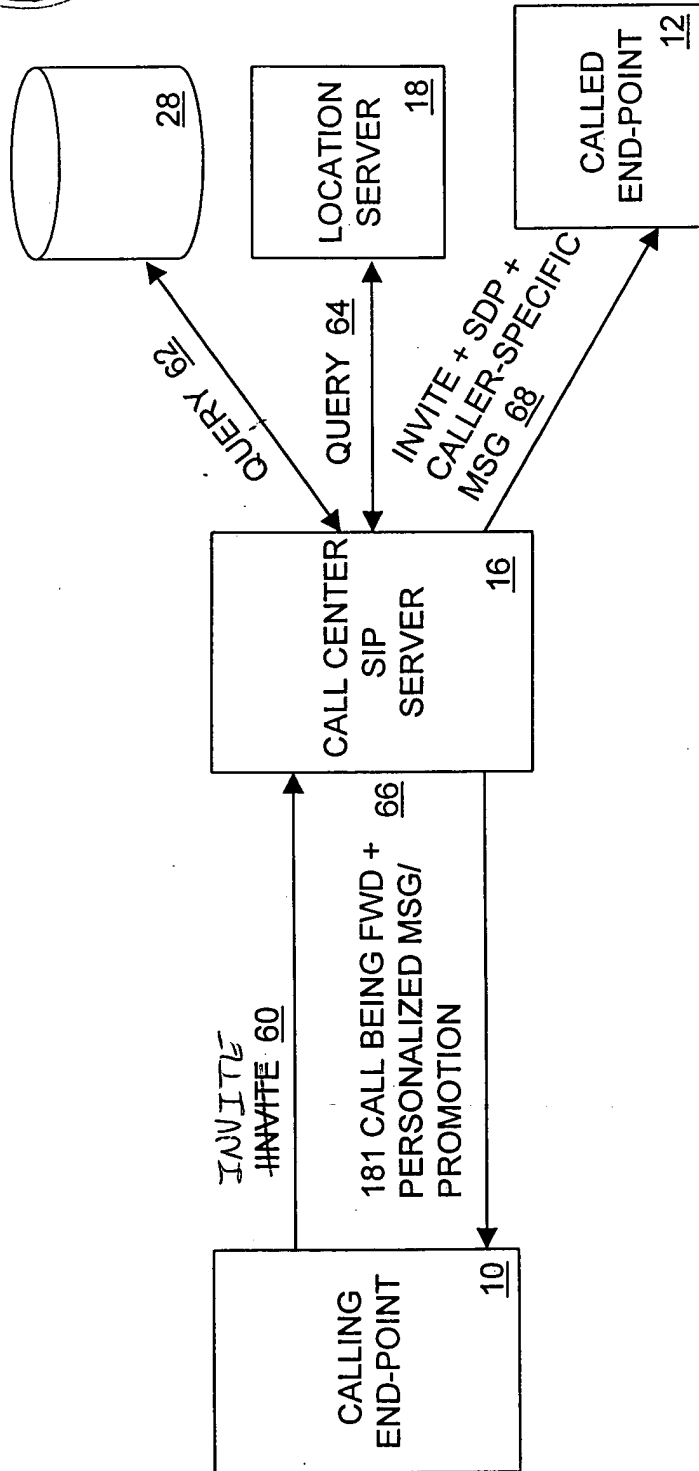 CALLING
END-POINT
10
INVITE
IINVITE 60
181 CALL BEING FWD + 66
PERSONALIZED MSG/
PROMOTION
CALL CENTER
SIP
SERVER
16
QUERY 62
28
QUERY 64
LOCATION
SERVER
18
INVITE + SDP +
CALLER-SPECIFIC
MSG 68
CALLED
END-POINT
12